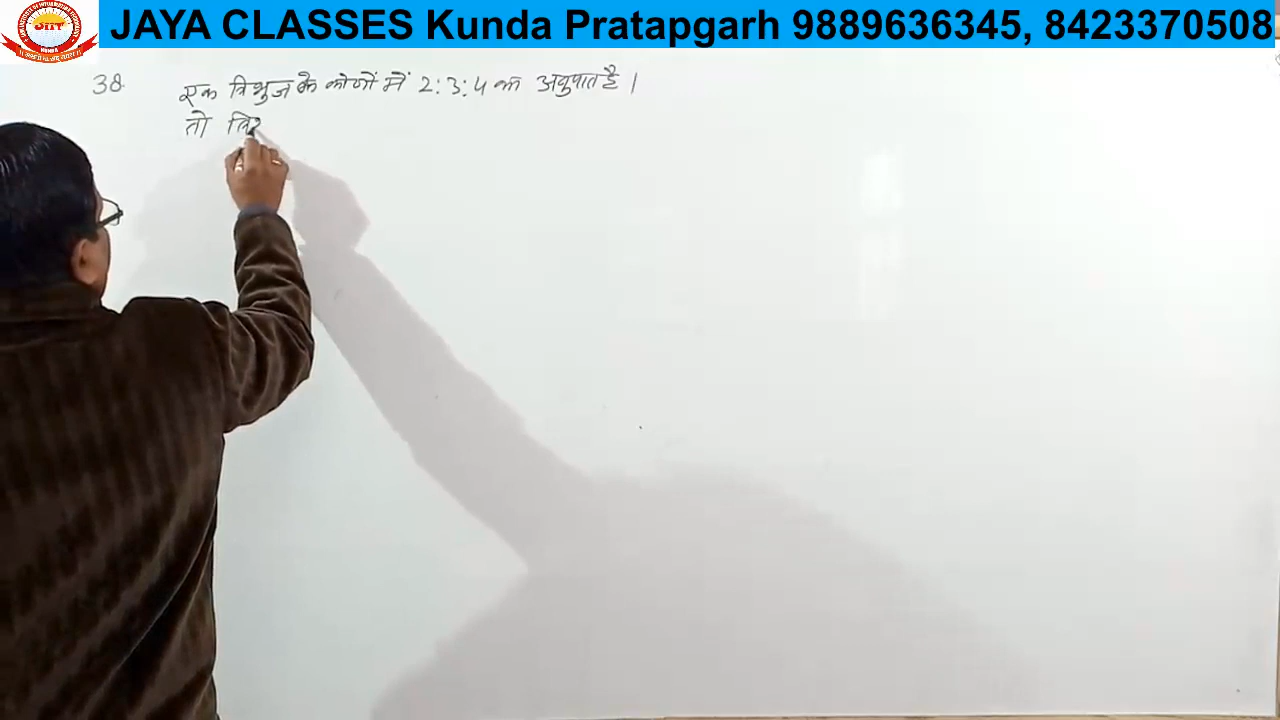 JAYA CLASSES Kunda Pratapgarh 9889636345, 8423370508
38. एक त्रिभुज के कोणों में 2:3:4 का अनुपात है।
तो